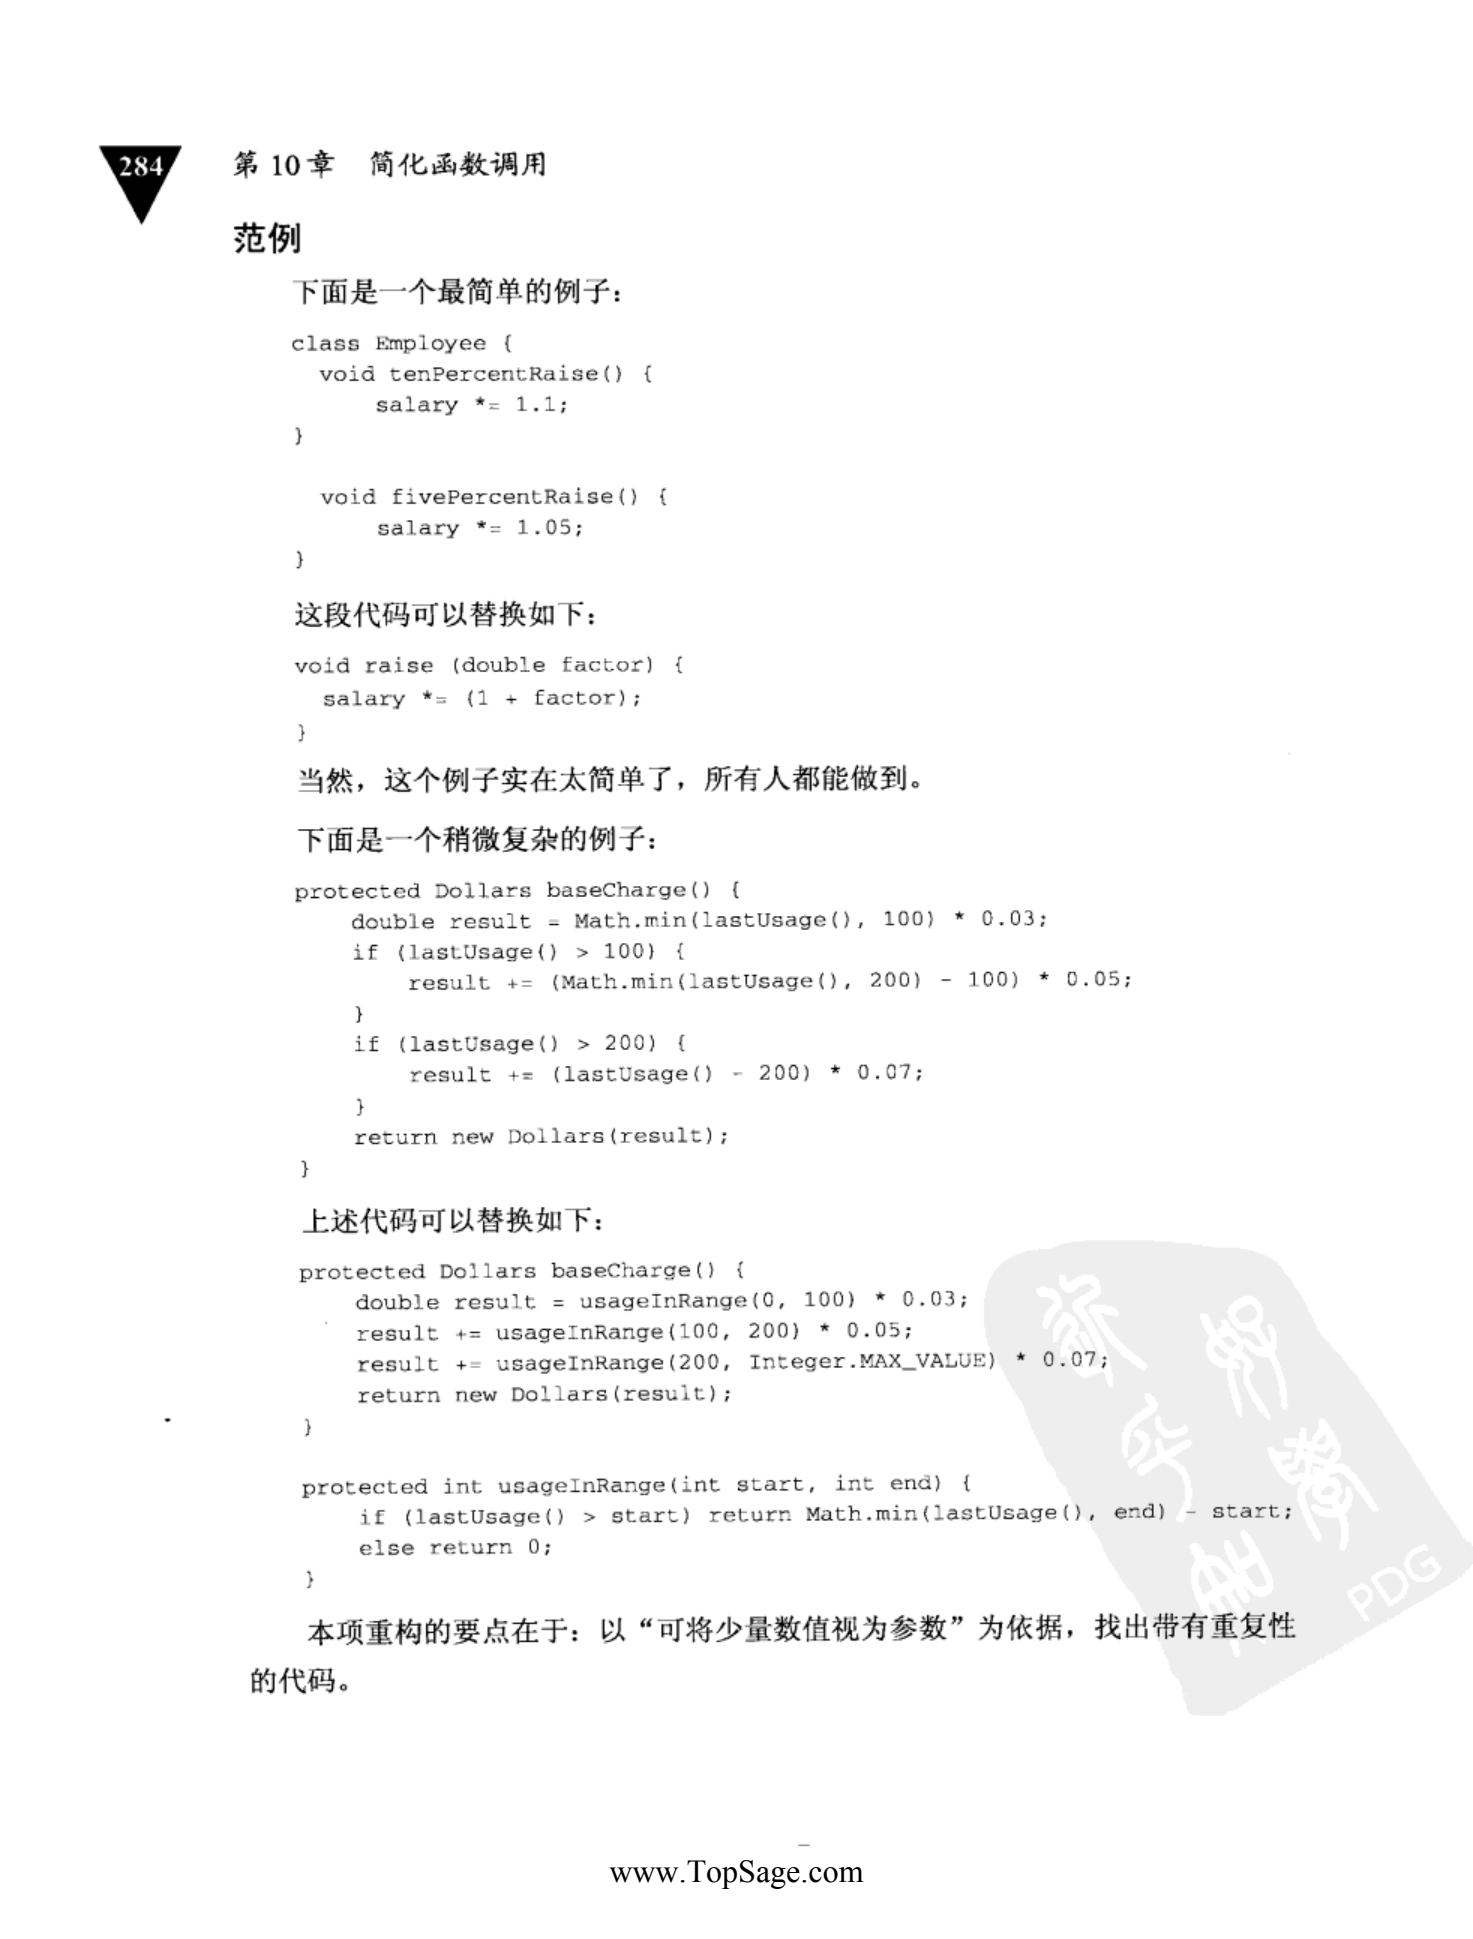 284 第 10 章 简化函数调用
范例
下面是一个最简单的例子：
class Employee {
  void tenPercentRaise() {
      salary *= 1.1;
}
  void fivePercentRaise() {
      salary *= 1.05;
}
这段代码可以替换如下：
void raise (double factor) {
  salary *= (1 + factor);
}
当然，这个例子实在太简单了，所有人都能做到。
下面是一个稍微复杂的例子：
protected Dollars baseCharge() {
    double result = Math.min(lastUsage(), 100) * 0.03;
    if (lastUsage() > 100) {
        result += (Math.min(lastUsage(), 200) - 100) * 0.05;
    }
    if (lastUsage() > 200) {
        result += (lastUsage() - 200) * 0.07;
    }
    return new Dollars(result);
}
上述代码可以替换如下：
protected Dollars baseCharge() {
    double result = usageInRange(0, 100) * 0.03;
    result += usageInRange(100, 200) * 0.05;
    result += usageInRange(200, Integer.MAX_VALUE) * 0.07;
    return new Dollars(result);
}
protected int usageInRange(int start, int end) {
    if (lastUsage() > start) return Math.min(lastUsage(), end) - start;
    else return 0;
}
本项重构的要点在于：以“可将少量数值视为参数”为依据，找出带有重复性
的代码。
PDG
www.TopSage.com